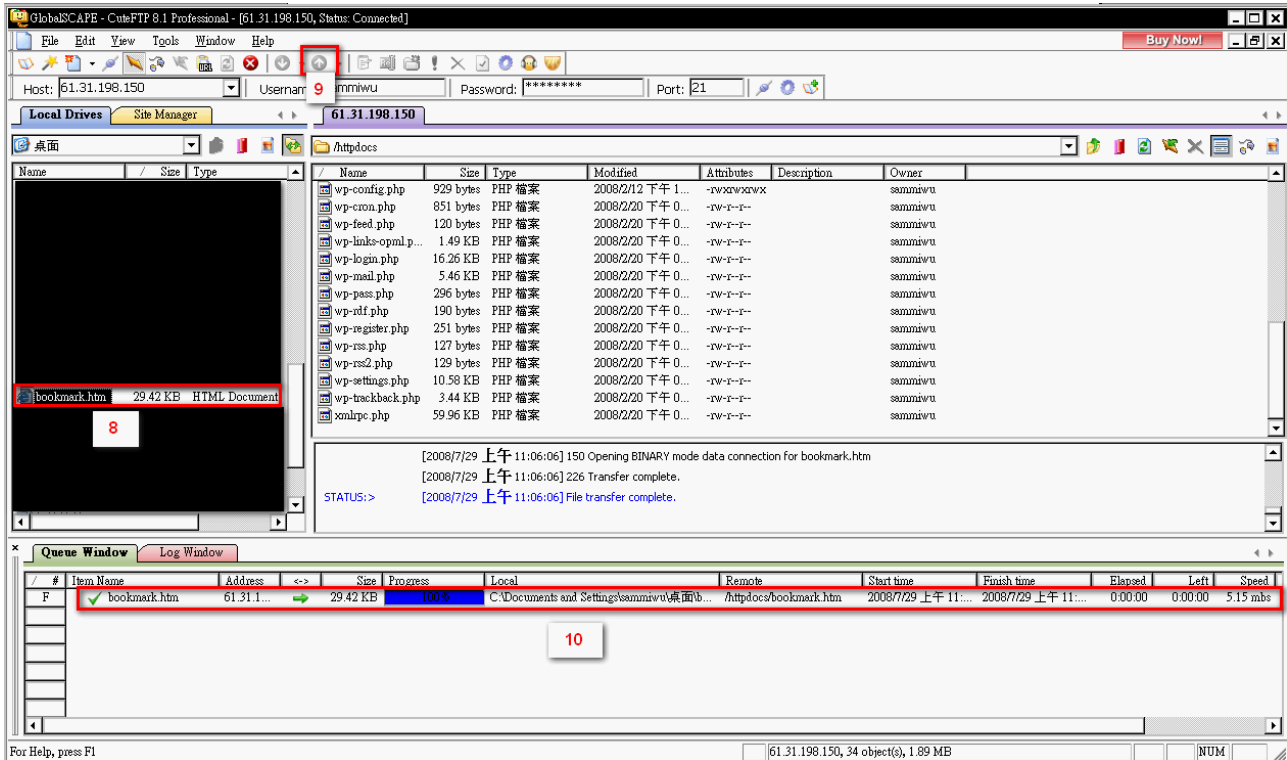 GlobalSCAPE - CuteFTP 8.1 Professional - [61.31.198.150, Status: Connected]
File Edit View Tools Window Help Buy Now!
9
Host: 61.31.198.150 Usernam mmiwu Password: ******** Port: 21
Local Drives Site Manager 61.31.198.150
桌面 /httpdocs
Name / Size Type / Name Size Type Modified Attributes Description Owner
wp-config.php 929 bytes PHP 檔案 2008/2/12 下午 1... -rwxrwxrwx sammiwu
wp-cron.php 851 bytes PHP 檔案 2008/2/20 下午 0... -rw-r--r-- sammiwu
wp-feed.php 120 bytes PHP 檔案 2008/2/20 下午 0... -rw-r--r-- sammiwu
wp-links-opml.p... 1.49 KB PHP 檔案 2008/2/20 下午 0... -rw-r--r-- sammiwu
wp-login.php 16.26 KB PHP 檔案 2008/2/20 下午 0... -rw-r--r-- sammiwu
wp-mail.php 5.46 KB PHP 檔案 2008/2/20 下午 0... -rw-r--r-- sammiwu
wp-pass.php 296 bytes PHP 檔案 2008/2/20 下午 0... -rw-r--r-- sammiwu
wp-rdf.php 190 bytes PHP 檔案 2008/2/20 下午 0... -rw-r--r-- sammiwu
wp-register.php 251 bytes PHP 檔案 2008/2/20 下午 0... -rw-r--r-- sammiwu
wp-rss.php 127 bytes PHP 檔案 2008/2/20 下午 0... -rw-r--r-- sammiwu
wp-rss2.php 129 bytes PHP 檔案 2008/2/20 下午 0... -rw-r--r-- sammiwu
wp-settings.php 10.58 KB PHP 檔案 2008/2/20 下午 0... -rw-r--r-- sammiwu
bookmark.htm 29.42 KB HTML Document wp-trackback.php 3.44 KB PHP 檔案 2008/2/20 下午 0... -rw-r--r-- sammiwu
xmlrpc.php 59.96 KB PHP 檔案 2008/2/20 下午 0... -rw-r--r-- sammiwu
8
[2008/7/29 上午 11:06:06] 150 Opening BINARY mode data connection for bookmark.htm
[2008/7/29 上午 11:06:06] 226 Transfer complete.
STATUS:> [2008/7/29 上午 11:06:06] File transfer complete.
Queue Window Log Window
/ # Item Name Address <-> Size Progress Local Remote Start time Finish time Elapsed Left Speed
F bookmark.htm 61.31.1... 29.42 KB 100% C:\Documents and Settings\sammiwu\桌面\b... /httpdocs/bookmark.htm 2008/7/29 上午 11:... 2008/7/29 上午 11:... 0:00:00 0:00:00 5.15 mbs
10
For Help, press F1 61.31.198.150, 34 object(s), 1.89 MB NUM